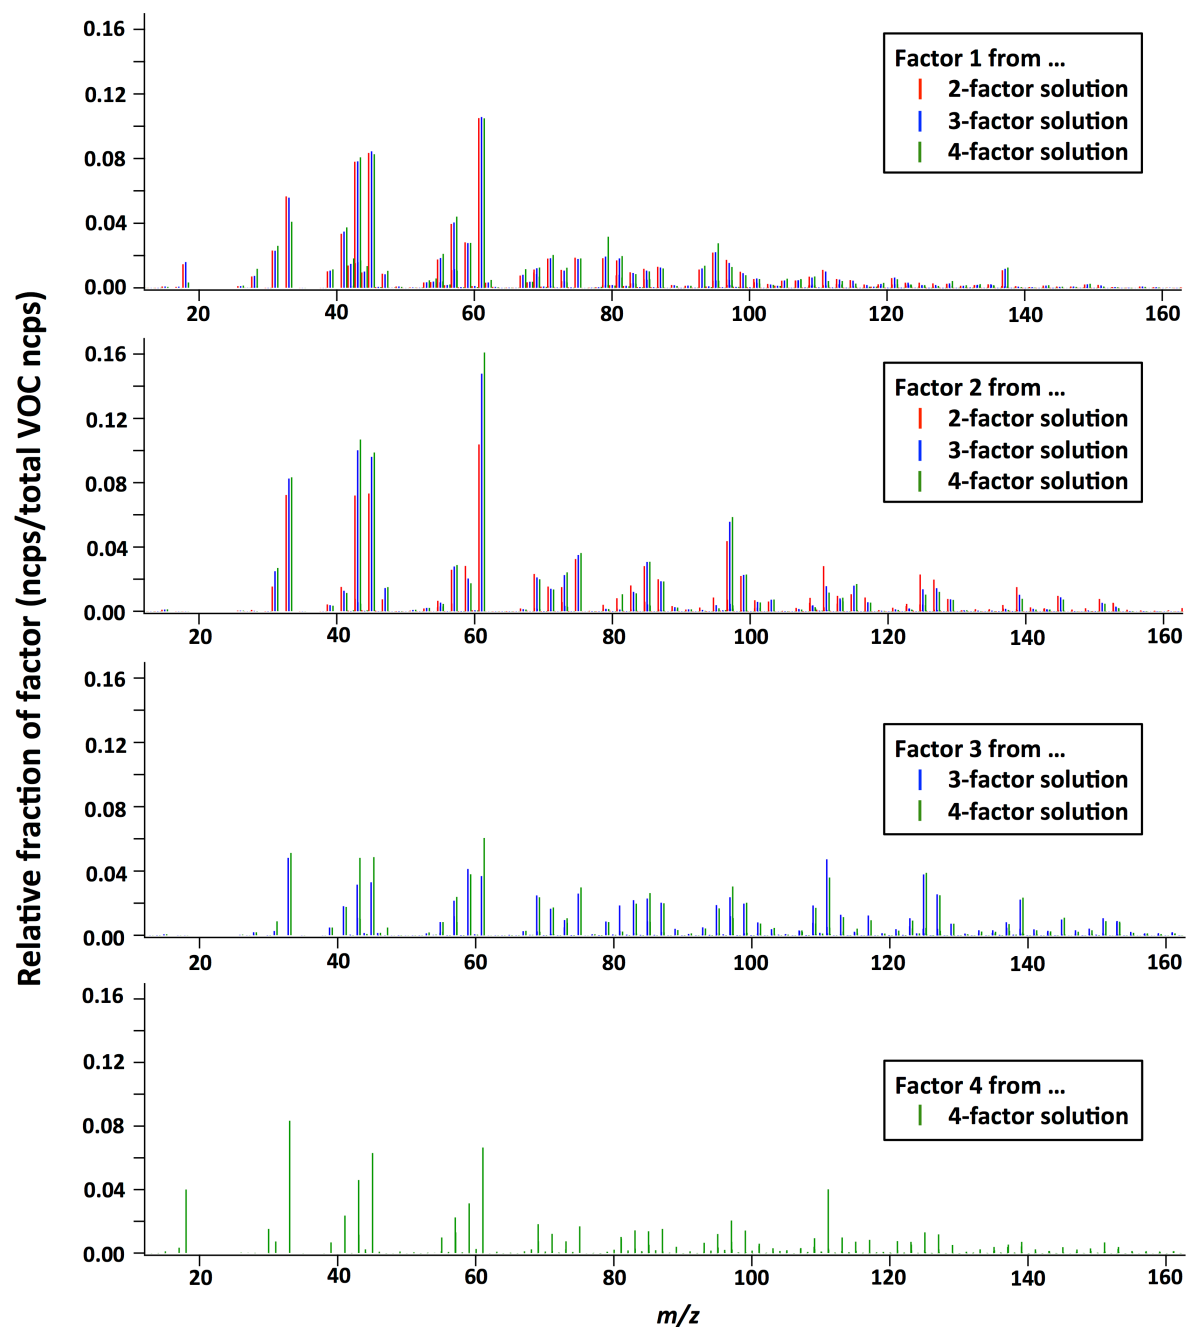 Relative fraction of factor (ncps/total VOC ncps)
0.16
0.12
0.08
0.04
0.00
20 40 60 80 100 120 140 160
Factor 1 from ...
2-factor solution
3-factor solution
4-factor solution
0.16
0.12
0.08
0.04
0.00
20 40 60 80 100 120 140 160
Factor 2 from ...
2-factor solution
3-factor solution
4-factor solution
0.16
0.12
0.08
0.04
0.00
20 40 60 80 100 120 140 160
Factor 3 from ...
3-factor solution
4-factor solution
0.16
0.12
0.08
0.04
0.00
20 40 60 80 100 120 140 160
Factor 4 from ...
4-factor solution
m/z